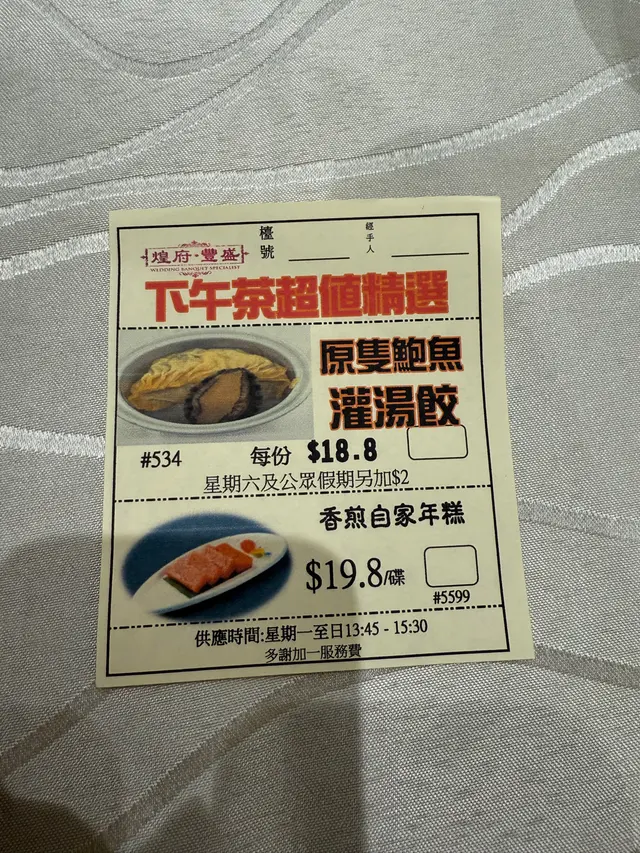 檯號 ______ 經手人 ______
煌府·豐盛
WEDDING BANQUET SPECIALIST
下午茶超值精選
原隻鮑魚
灌湯餃
#534 每份 $18.8
星期六及公眾假期另加$2
香煎自家年糕
$19.8/碟
#5599
供應時間:星期一至日13:45 - 15:30
多謝加一服務費